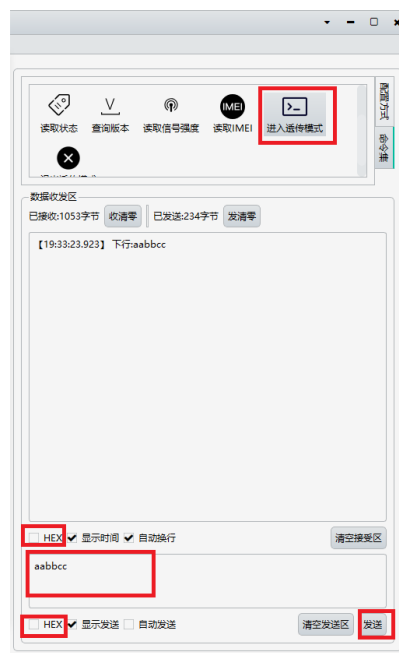 配置方式
命令集
读取状态 查询版本 读取信号强度 读取IMEI 进入透传模式
IMEI
数据收发区
已接收:1053字节 收清零 已发送:234字节 发清零
【19:33:23.923】 下行:aabbcc
HEX 显示时间 自动换行 清空接受区
aabbcc
HEX 显示发送 自动发送 清空发送区 发送